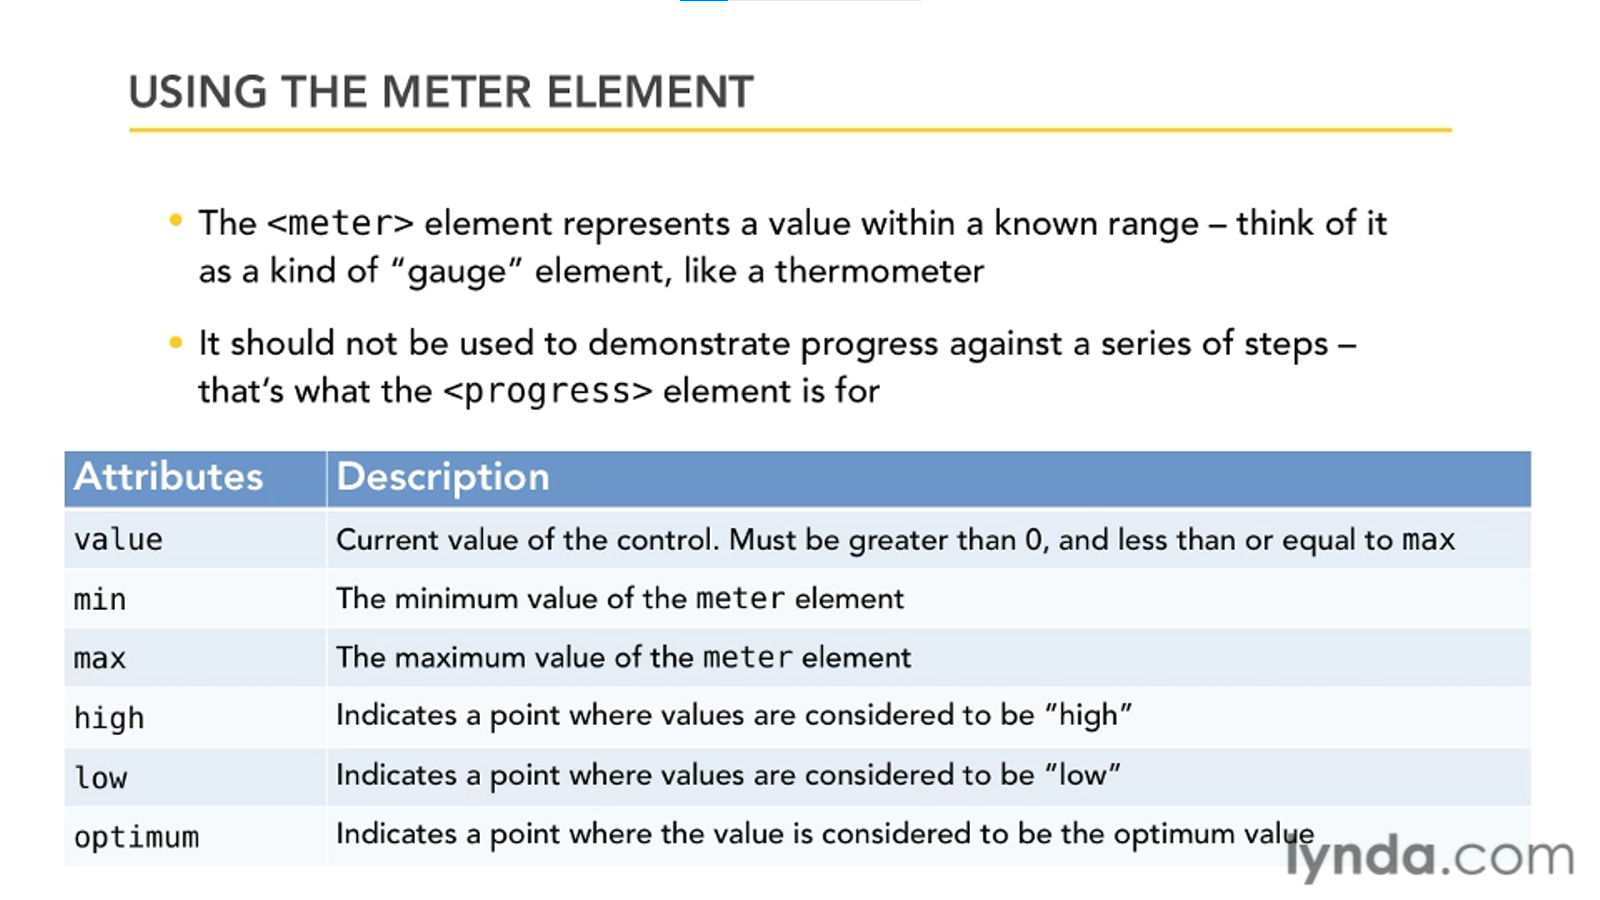 USING THE METER ELEMENT
• The <meter> element represents a value within a known range – think of it
as a kind of “gauge” element, like a thermometer
• It should not be used to demonstrate progress against a series of steps –
that’s what the <progress> element is for
Attributes Description
value Current value of the control. Must be greater than 0, and less than or equal to max
min The minimum value of the meter element
max The maximum value of the meter element
high Indicates a point where values are considered to be ”high”
low Indicates a point where values are considered to be ”low”
optimum Indicates a point where the value is considered to be the optimum value
lynda.com